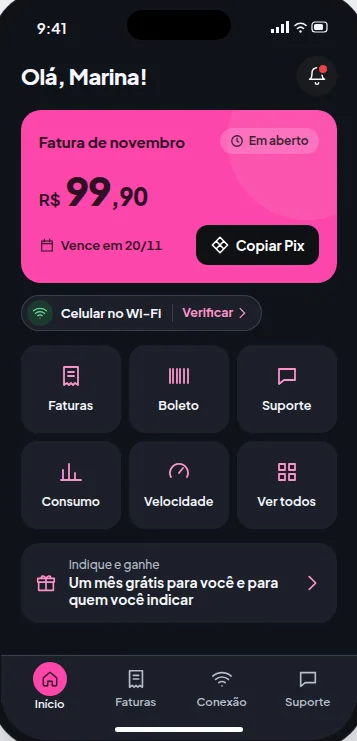 9:41
Olá, Marina!
Fatura de novembro
Em aberto
R$ 99,90
Vence em 20/11
Copiar Pix
Celular no Wi-Fi
Verificar
Faturas
Boleto
Suporte
Consumo
Velocidade
Ver todos
Indique e ganhe
Um mês grátis para você e para
quem você indicar
Início
Faturas
Conexão
Suporte